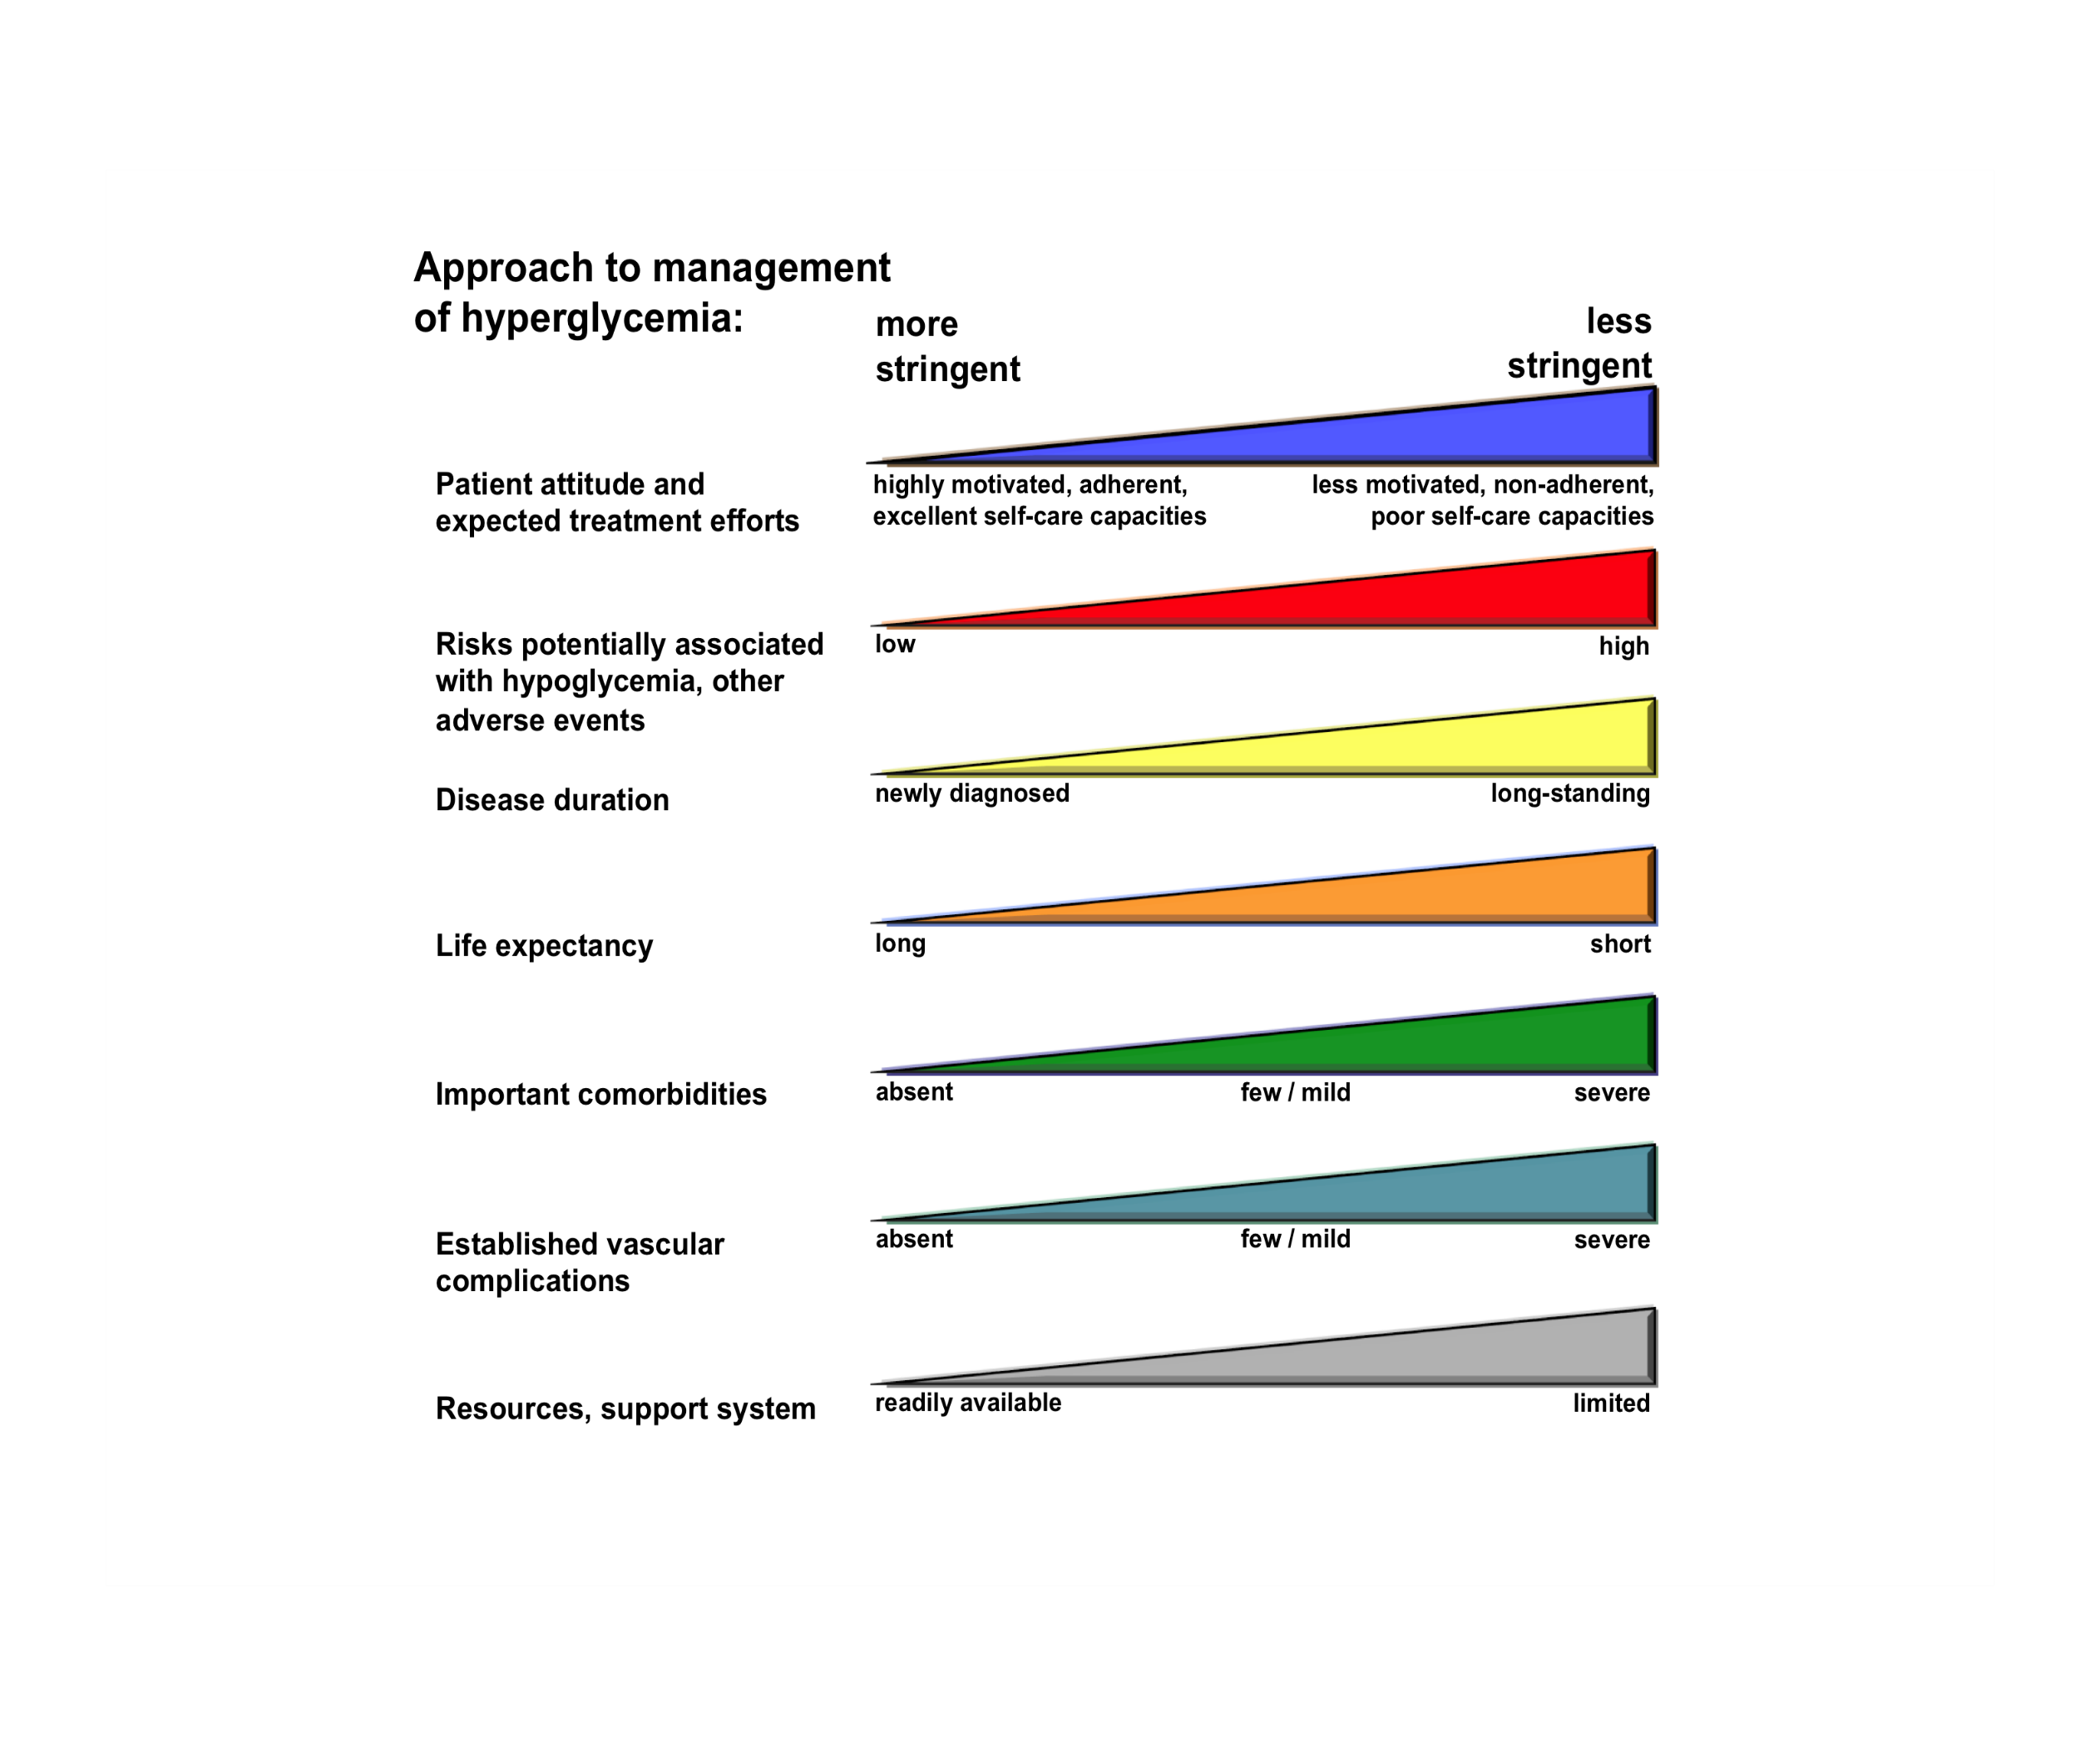 Approach to management
of hyperglycemia:
more
stringent
less
stringent
Patient attitude and
expected treatment efforts
highly motivated, adherent,
excellent self-care capacities
less motivated, non-adherent,
poor self-care capacities
Risks potentially associated
with hypoglycemia, other
adverse events
low
high
Disease duration
newly diagnosed
long-standing
Life expectancy
long
short
Important comorbidities
absent
few / mild
severe
Established vascular
complications
absent
few / mild
severe
Resources, support system
readily available
limited